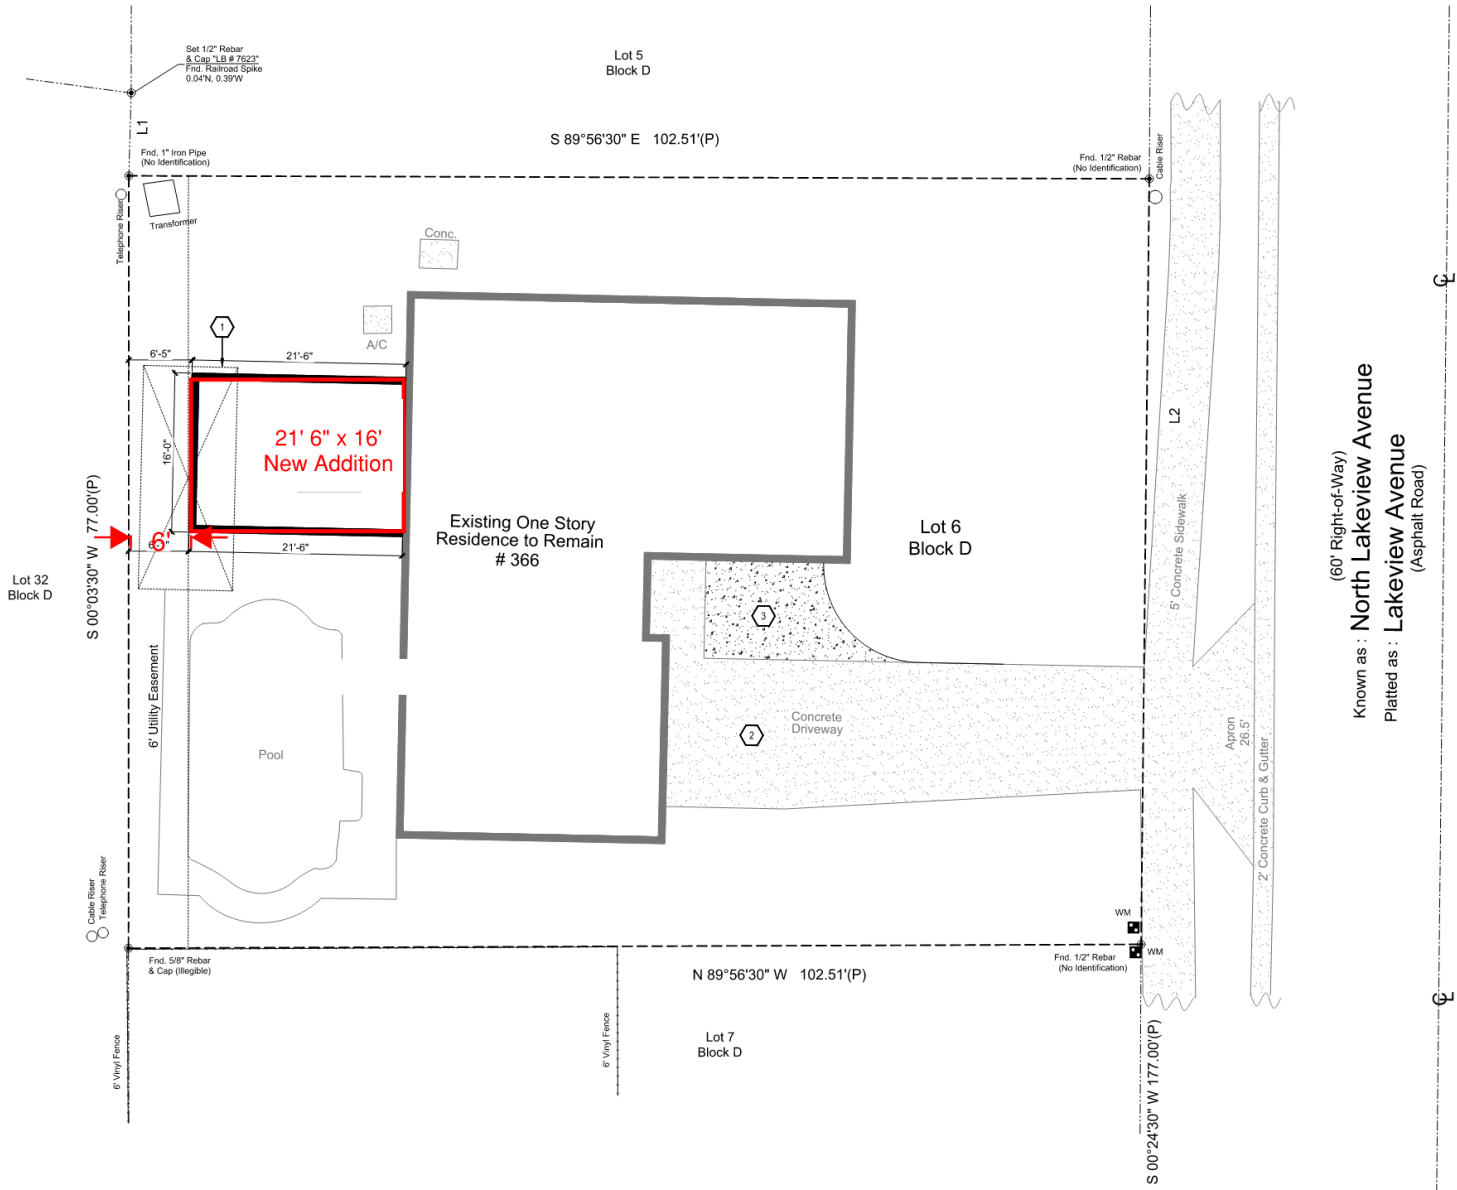 Set 1/2" Rebar
& Cap "LB # 7623"
Fnd. Railroad Spike
0.04'N, 0.39'W
Lot 5
Block D
L1
S 89°56'30" E 102.51'(P)
Fnd. 1" Iron Pipe
(No Identification)
Fnd. 1/2" Rebar
(No Identification)
Cable Riser
Telephone Riser
Transformer
Conc.
A/C
1
6'-5"
21'-6"
16'-0"
21' 6" x 16'
New Addition
6'
21'-6"
S 00°03'30" W 77.00'(P)
Lot 32
Block D
6' Utility Easement
Pool
Existing One Story
Residence to Remain
# 366
Lot 6
Block D
3
2
Concrete
Driveway
L2
5' Concrete Sidewalk
Apron
26.5'
2' Concrete Curb & Gutter
(60' Right-of-Way)
Known as : North Lakeview Avenue
Platted as : Lakeview Avenue
(Asphalt Road)
CL
CL
Cable Riser
Telephone Riser
Fnd. 5/8" Rebar
& Cap (Illegible)
WM
WM
Fnd. 1/2" Rebar
(No Identification)
N 89°56'30" W 102.51'(P)
Lot 7
Block D
6' Vinyl Fence
6' Vinyl Fence
S 00°24'30" W 177.00'(P)